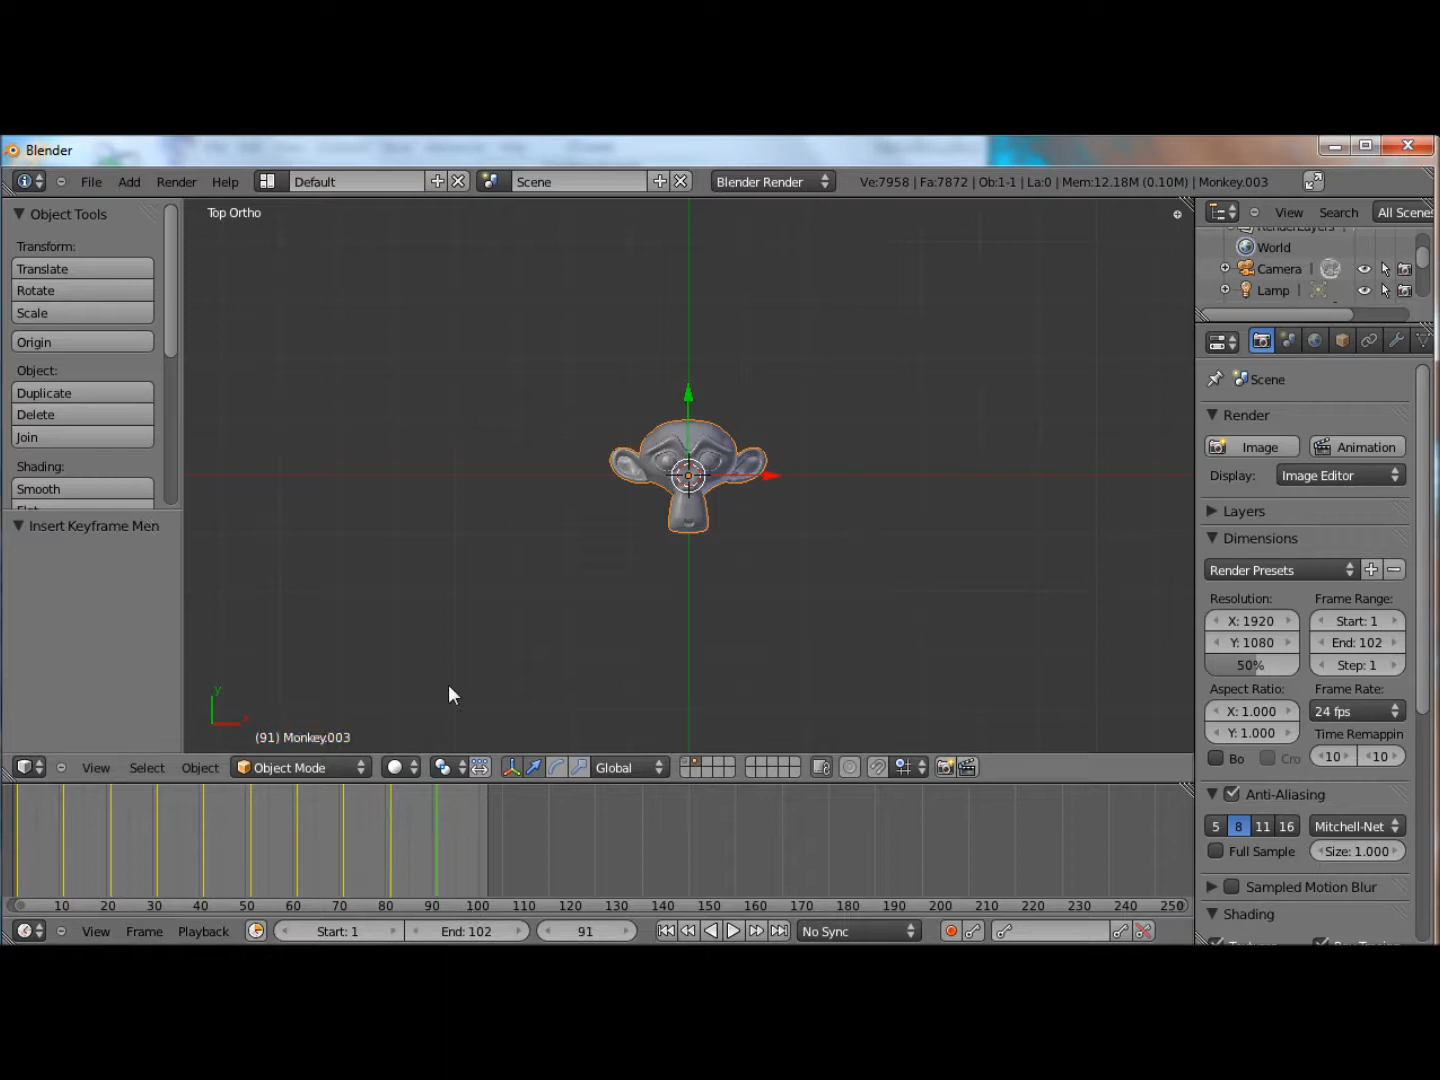 Blender
File Add Render Help Default Scene Blender Render Ve:7958 | Fa:7872 | Ob:1-1 | La:0 | Mem:12.18M (0.10M) | Monkey.003
Object Tools
Transform:
Translate
Rotate
Scale
Origin
Object:
Duplicate
Delete
Join
Shading:
Smooth
Insert Keyframe Men
Top Ortho
y
x
(91) Monkey.003
View Search All Scenes
RenderLayers
World
Camera
Lamp
Scene
Render
Image Animation
Display: Image Editor
Layers
Dimensions
Render Presets
Resolution: Frame Range:
X: 1920 Start: 1
Y: 1080 End: 102
50% Step: 1
Aspect Ratio: Frame Rate:
X: 1.000 24 fps
Y: 1.000 Time Remappin
Bo Cro 10 10
Anti-Aliasing
5 8 11 16 Mitchell-Net
Full Sample Size: 1.000
Sampled Motion Blur
Shading
View Select Object Object Mode Global
10 20 30 40 50 60 70 80 90 100 110 120 130 140 150 160 170 180 190 200 210 220 230 240 250
View Frame Playback Start: 1 End: 102 91 No Sync